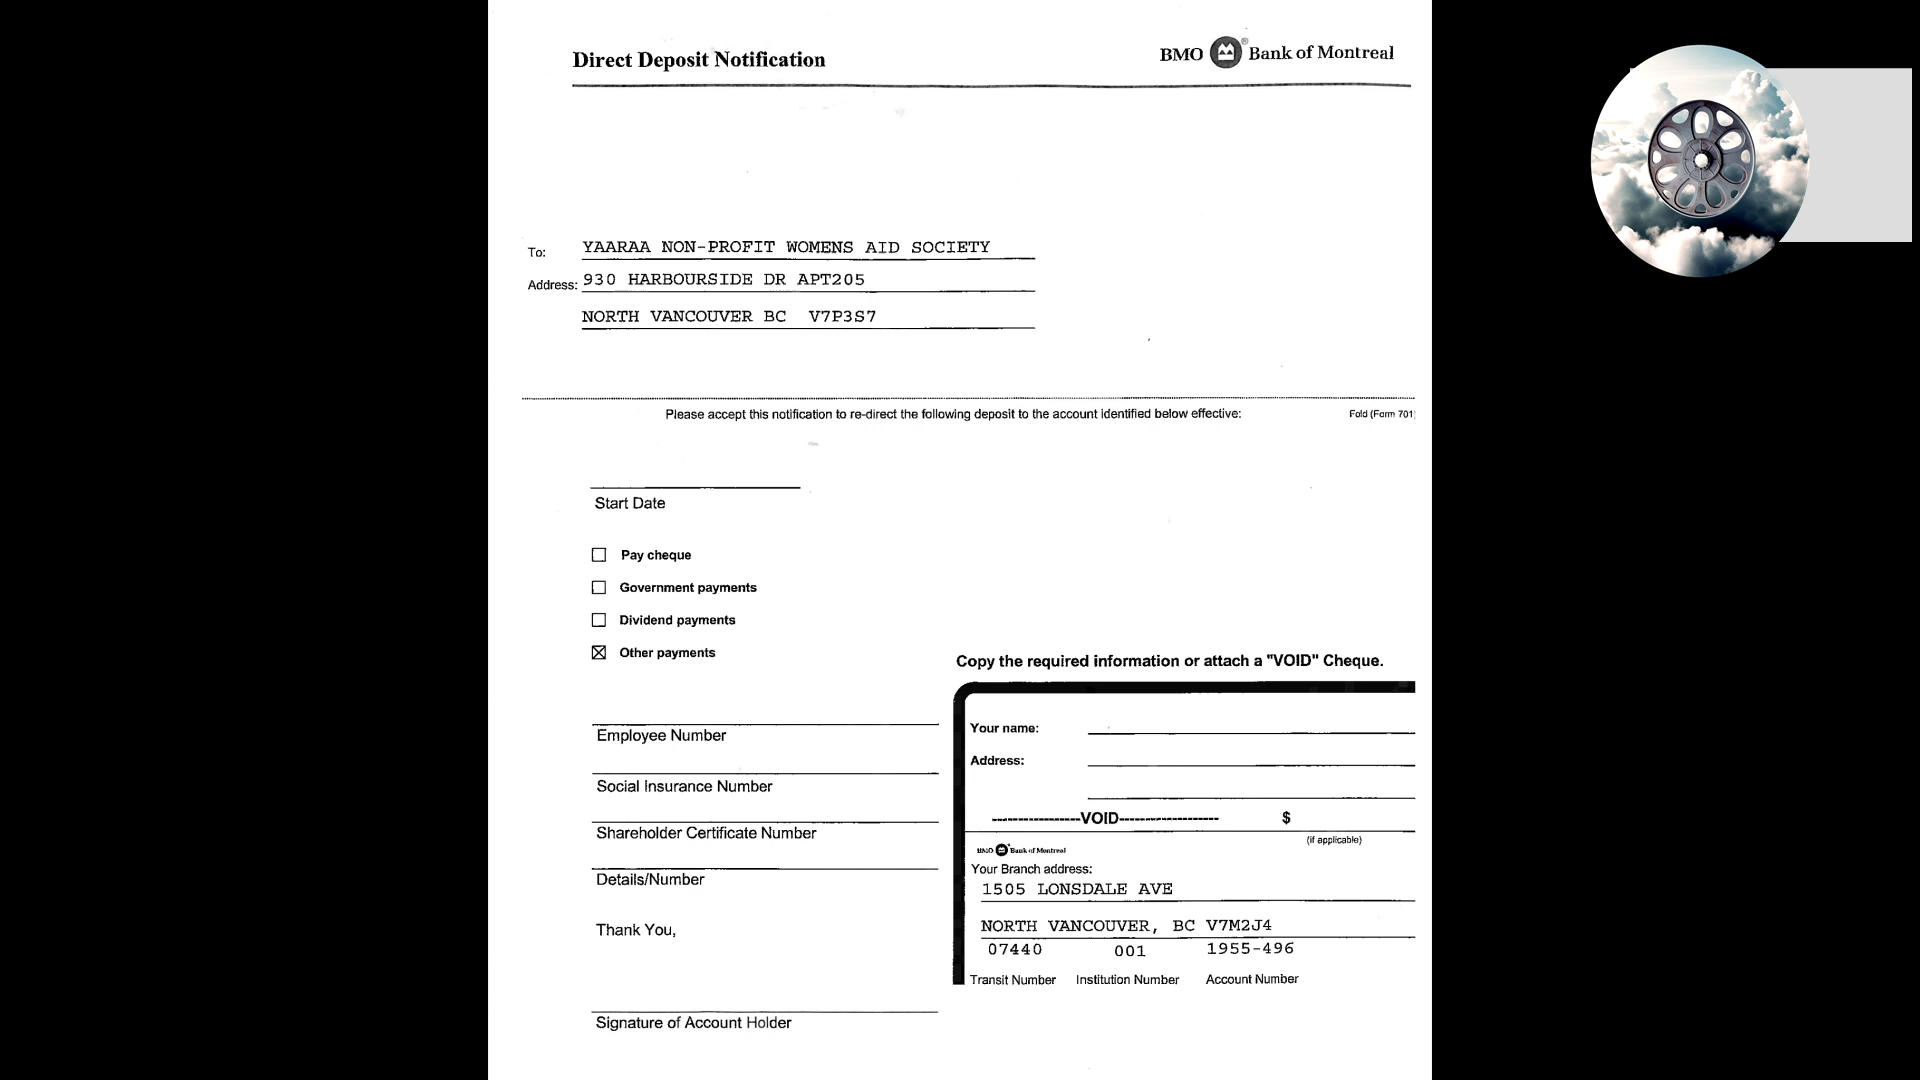 Direct Deposit Notification
BMO Bank of Montreal
To: YAARAA NON-PROFIT WOMENS AID SOCIETY
Address: 930 HARBOURSIDE DR APT205
NORTH VANCOUVER BC V7P3S7
Please accept this notification to re-direct the following deposit to the account identified below effective:
Fold (Form 701)
Start Date
Pay cheque
Government payments
Dividend payments
Other payments
Employee Number
Social Insurance Number
Shareholder Certificate Number
Details/Number
Thank You,
Signature of Account Holder
Copy the required information or attach a "VOID" Cheque.
Your name:
Address:
-----------------VOID------------------- $
(if applicable)
BMO Bank of Montreal
Your Branch address:
1505 LONSDALE AVE
NORTH VANCOUVER, BC V7M2J4
07440 001 1955-496
Transit Number Institution Number Account Number